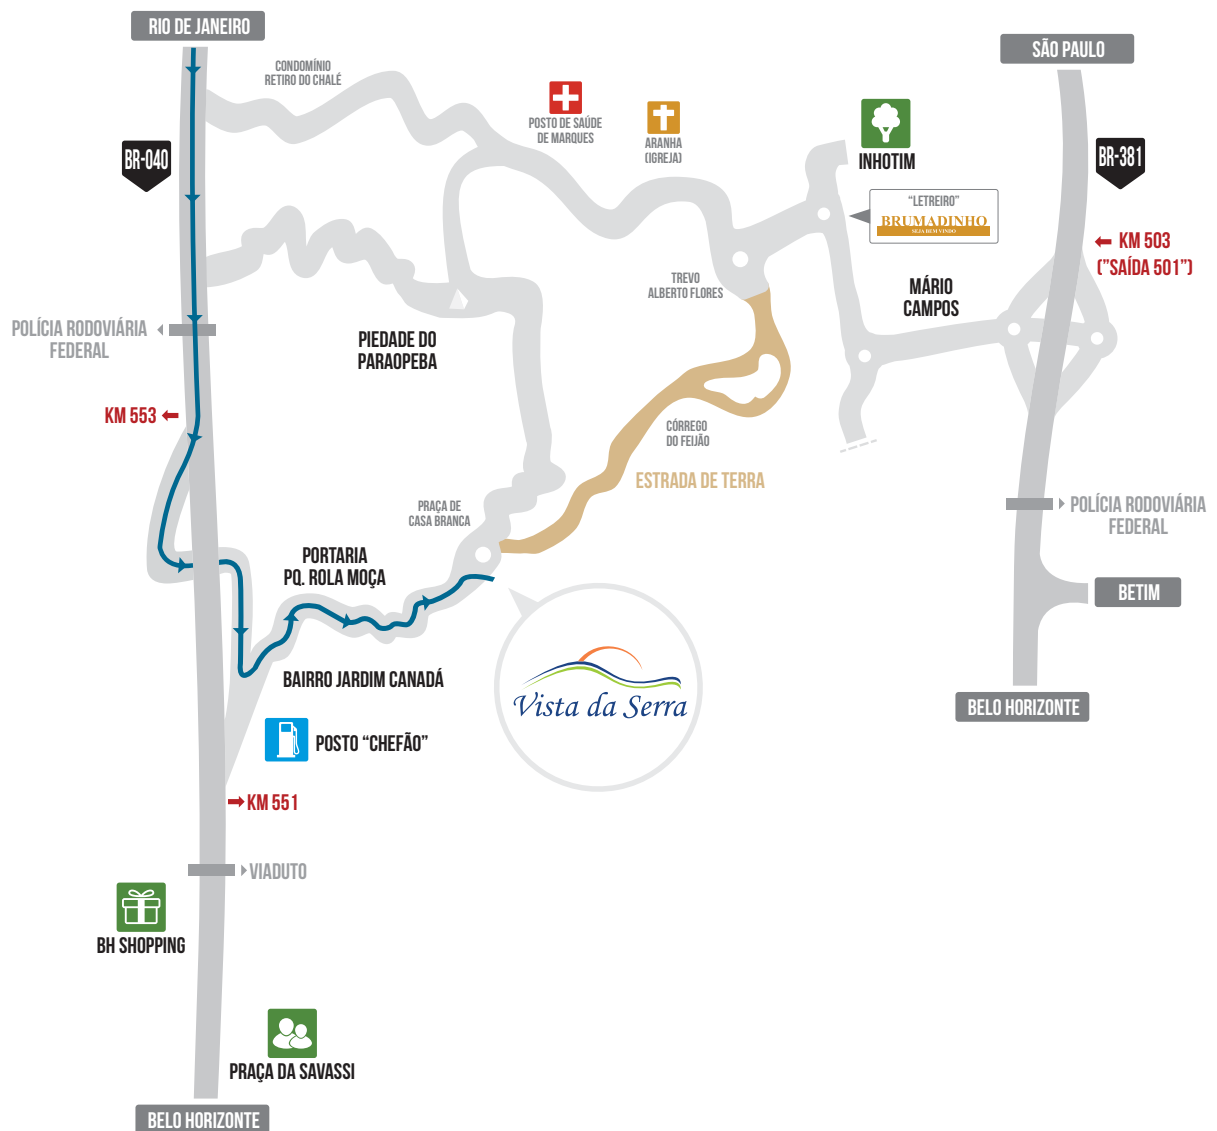 RIO DE JANEIRO
SÃO PAULO
CONDOMÍNIO
RETIRO DO CHALÉ
POSTO DE SAÚDE
DE MARQUES
ARANHA
(IGREJA)
INHOTIM
BR-040
BR-381
"LETREIRO"
BRUMADINHO
SEJA BEM VINDO
KM 503
("SAÍDA 501")
TREVO
ALBERTO FLORES
MÁRIO
CAMPOS
POLÍCIA RODOVIÁRIA
FEDERAL
PIEDADE DO
PARAOPEBA
KM 553
CÓRREGO
DO FEIJÃO
ESTRADA DE TERRA
PRAÇA DE
CASA BRANCA
POLÍCIA RODOVIÁRIA
FEDERAL
PORTARIA
PQ. ROLA MOÇA
BETIM
BAIRRO JARDIM CANADÁ
Vista da Serra
BELO HORIZONTE
POSTO “CHEFÃO”
KM 551
VIADUTO
BH SHOPPING
PRAÇA DA SAVASSI
BELO HORIZONTE